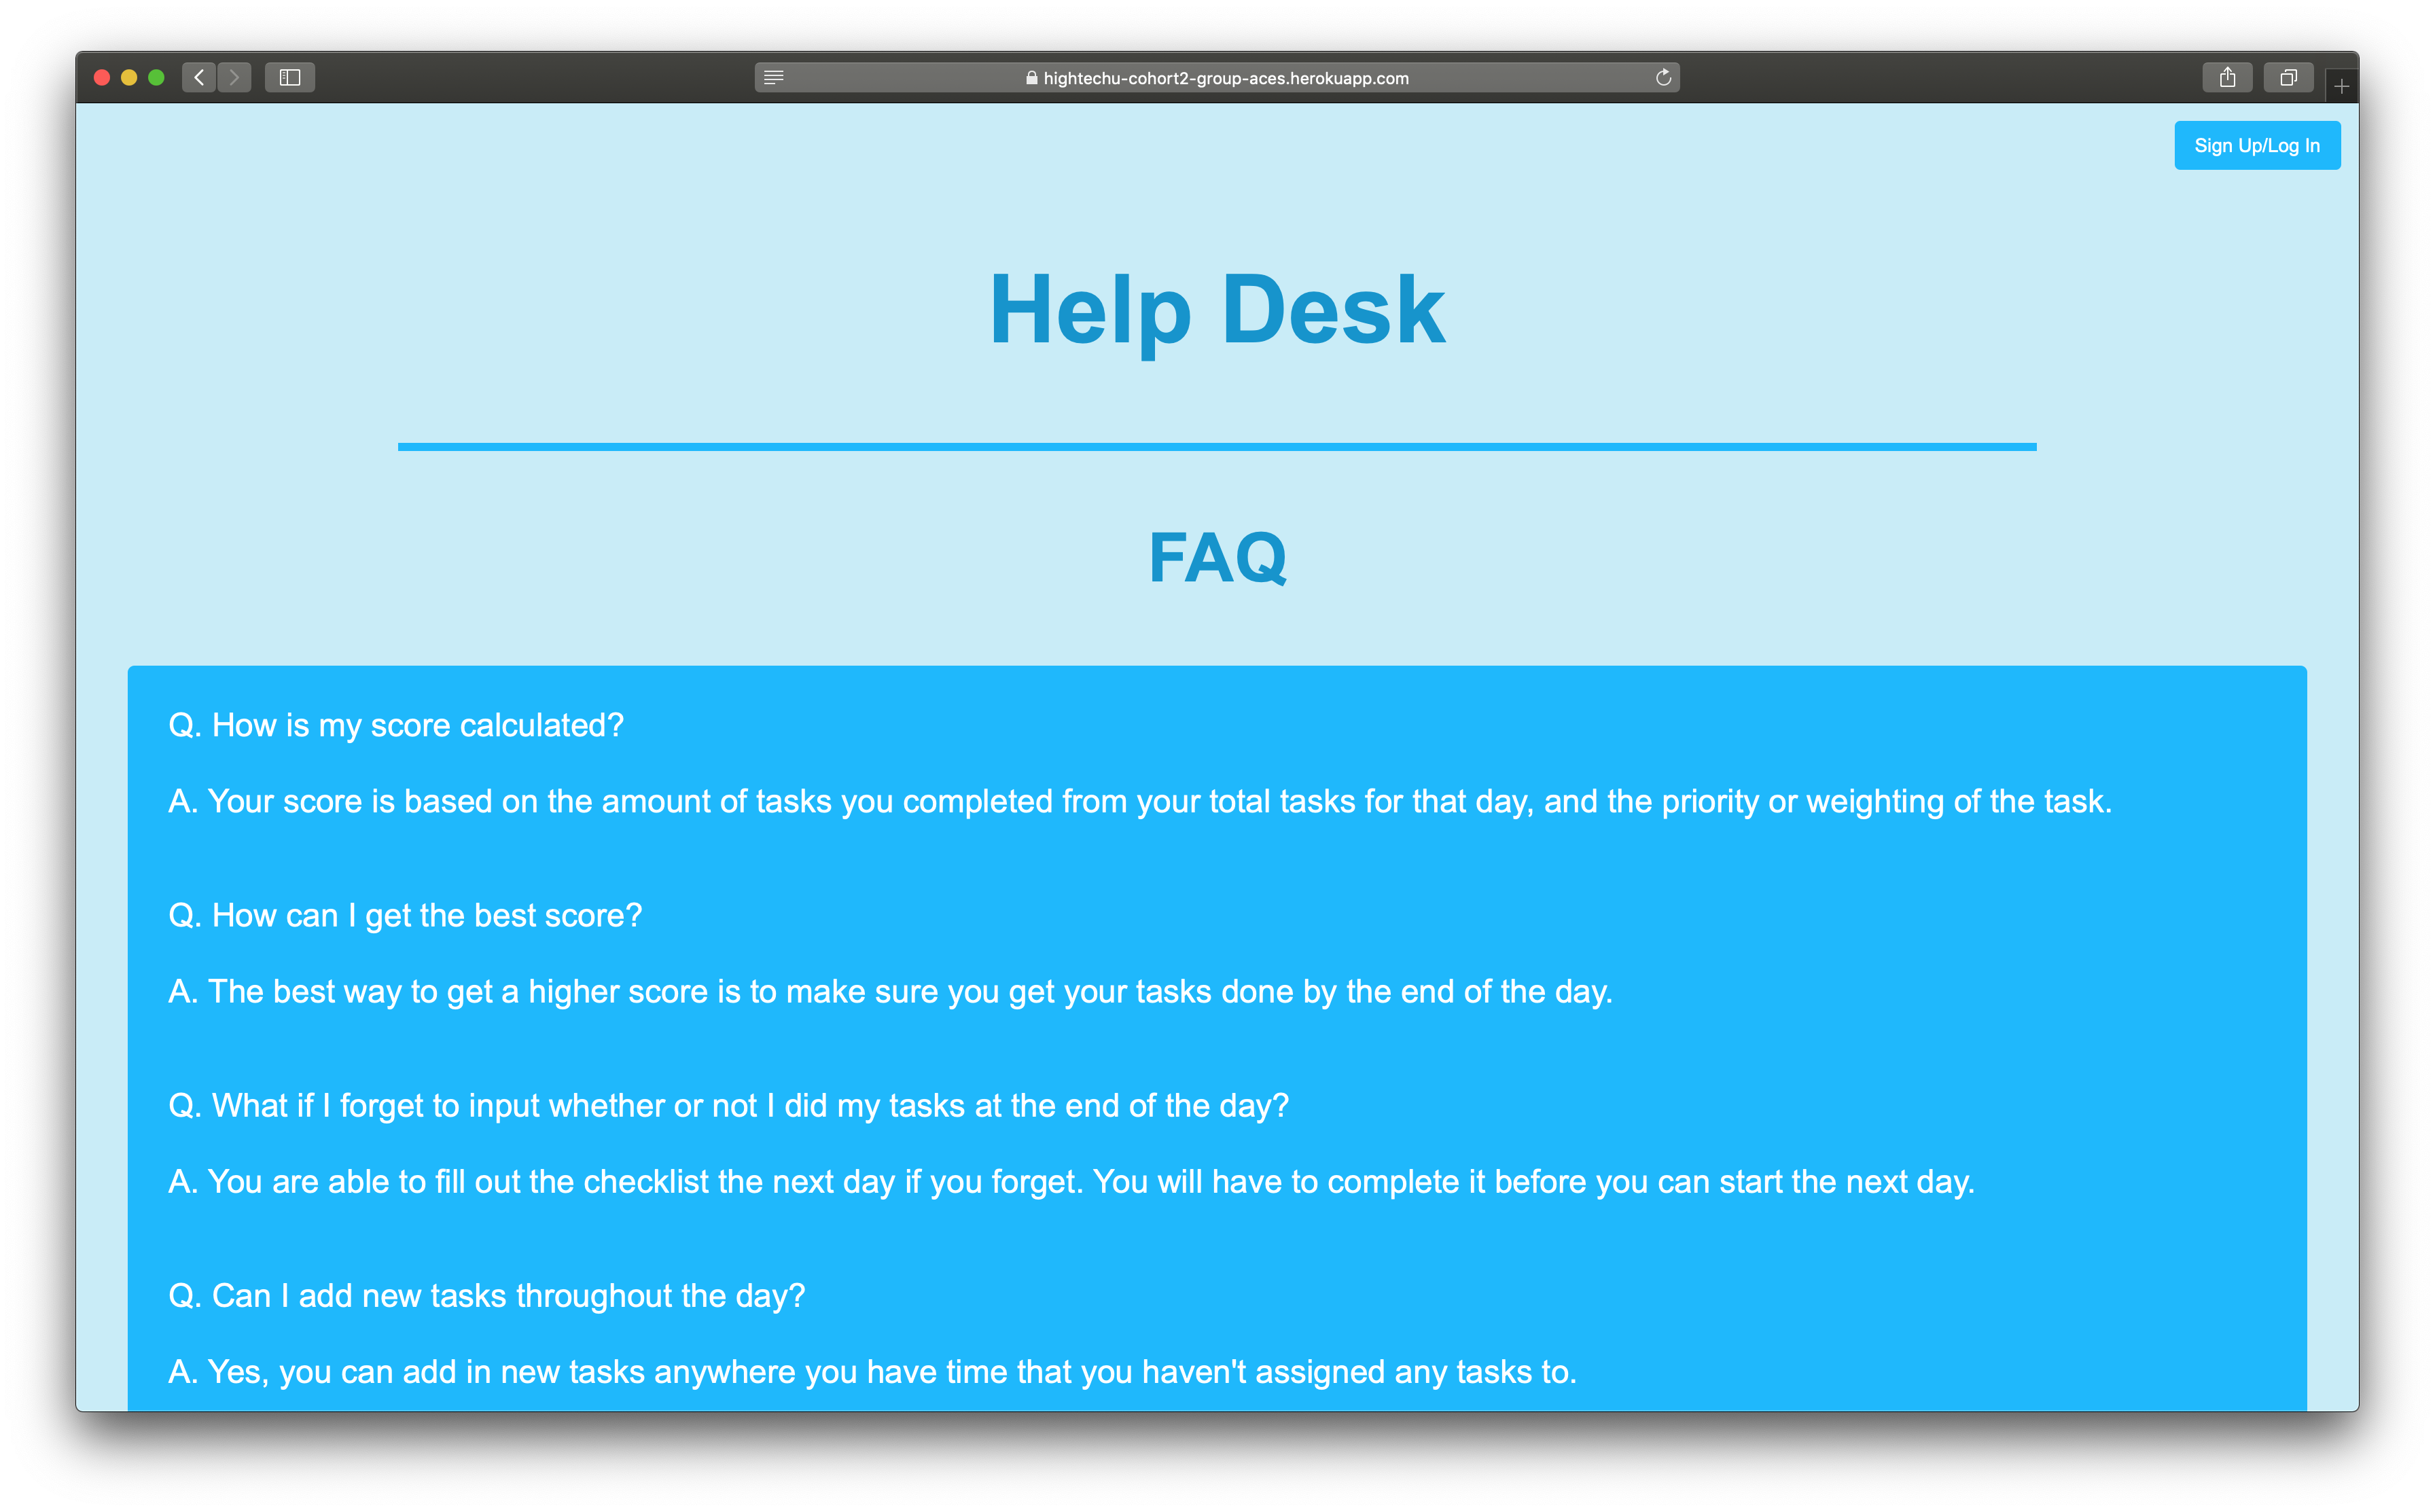 hightechu-cohort2-group-aces.herokuapp.com
Sign Up/Log In
Help Desk
FAQ
Q. How is my score calculated?
A. Your score is based on the amount of tasks you completed from your total tasks for that day, and the priority or weighting of the task.
Q. How can I get the best score?
A. The best way to get a higher score is to make sure you get your tasks done by the end of the day.
Q. What if I forget to input whether or not I did my tasks at the end of the day?
A. You are able to fill out the checklist the next day if you forget. You will have to complete it before you can start the next day.
Q. Can I add new tasks throughout the day?
A. Yes, you can add in new tasks anywhere you have time that you haven't assigned any tasks to.